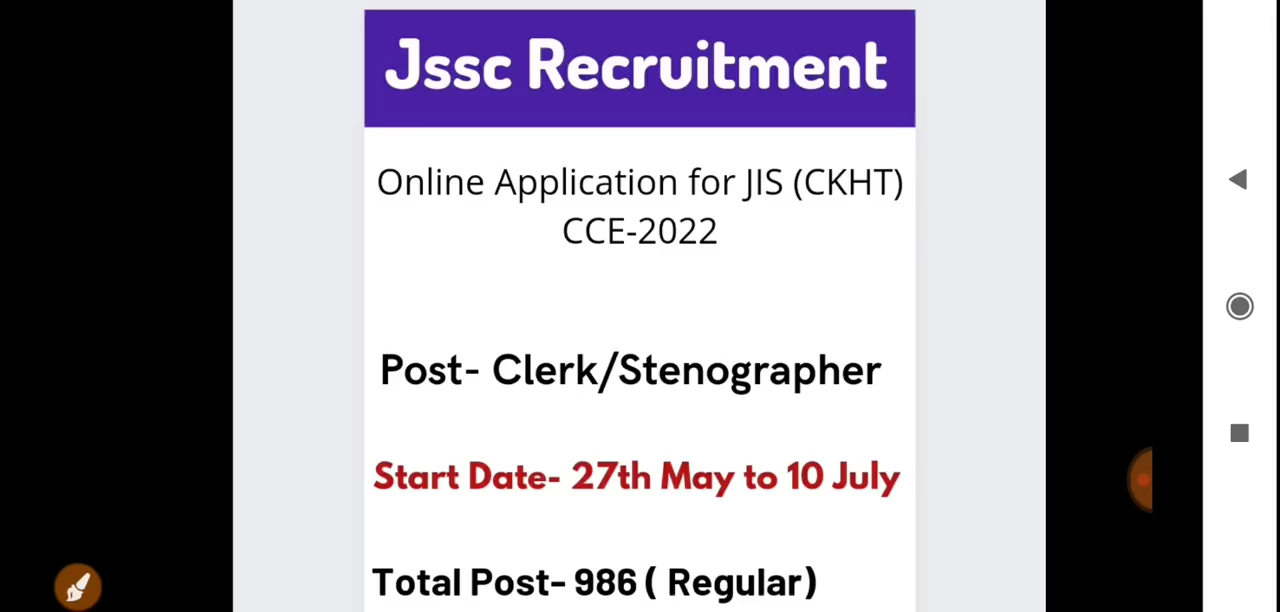 Jssc Recruitment
Online Application for JIS (CKHT)
CCE-2022
Post- Clerk/Stenographer
Start Date- 27th May to 10 July
Total Post- 986 ( Regular)